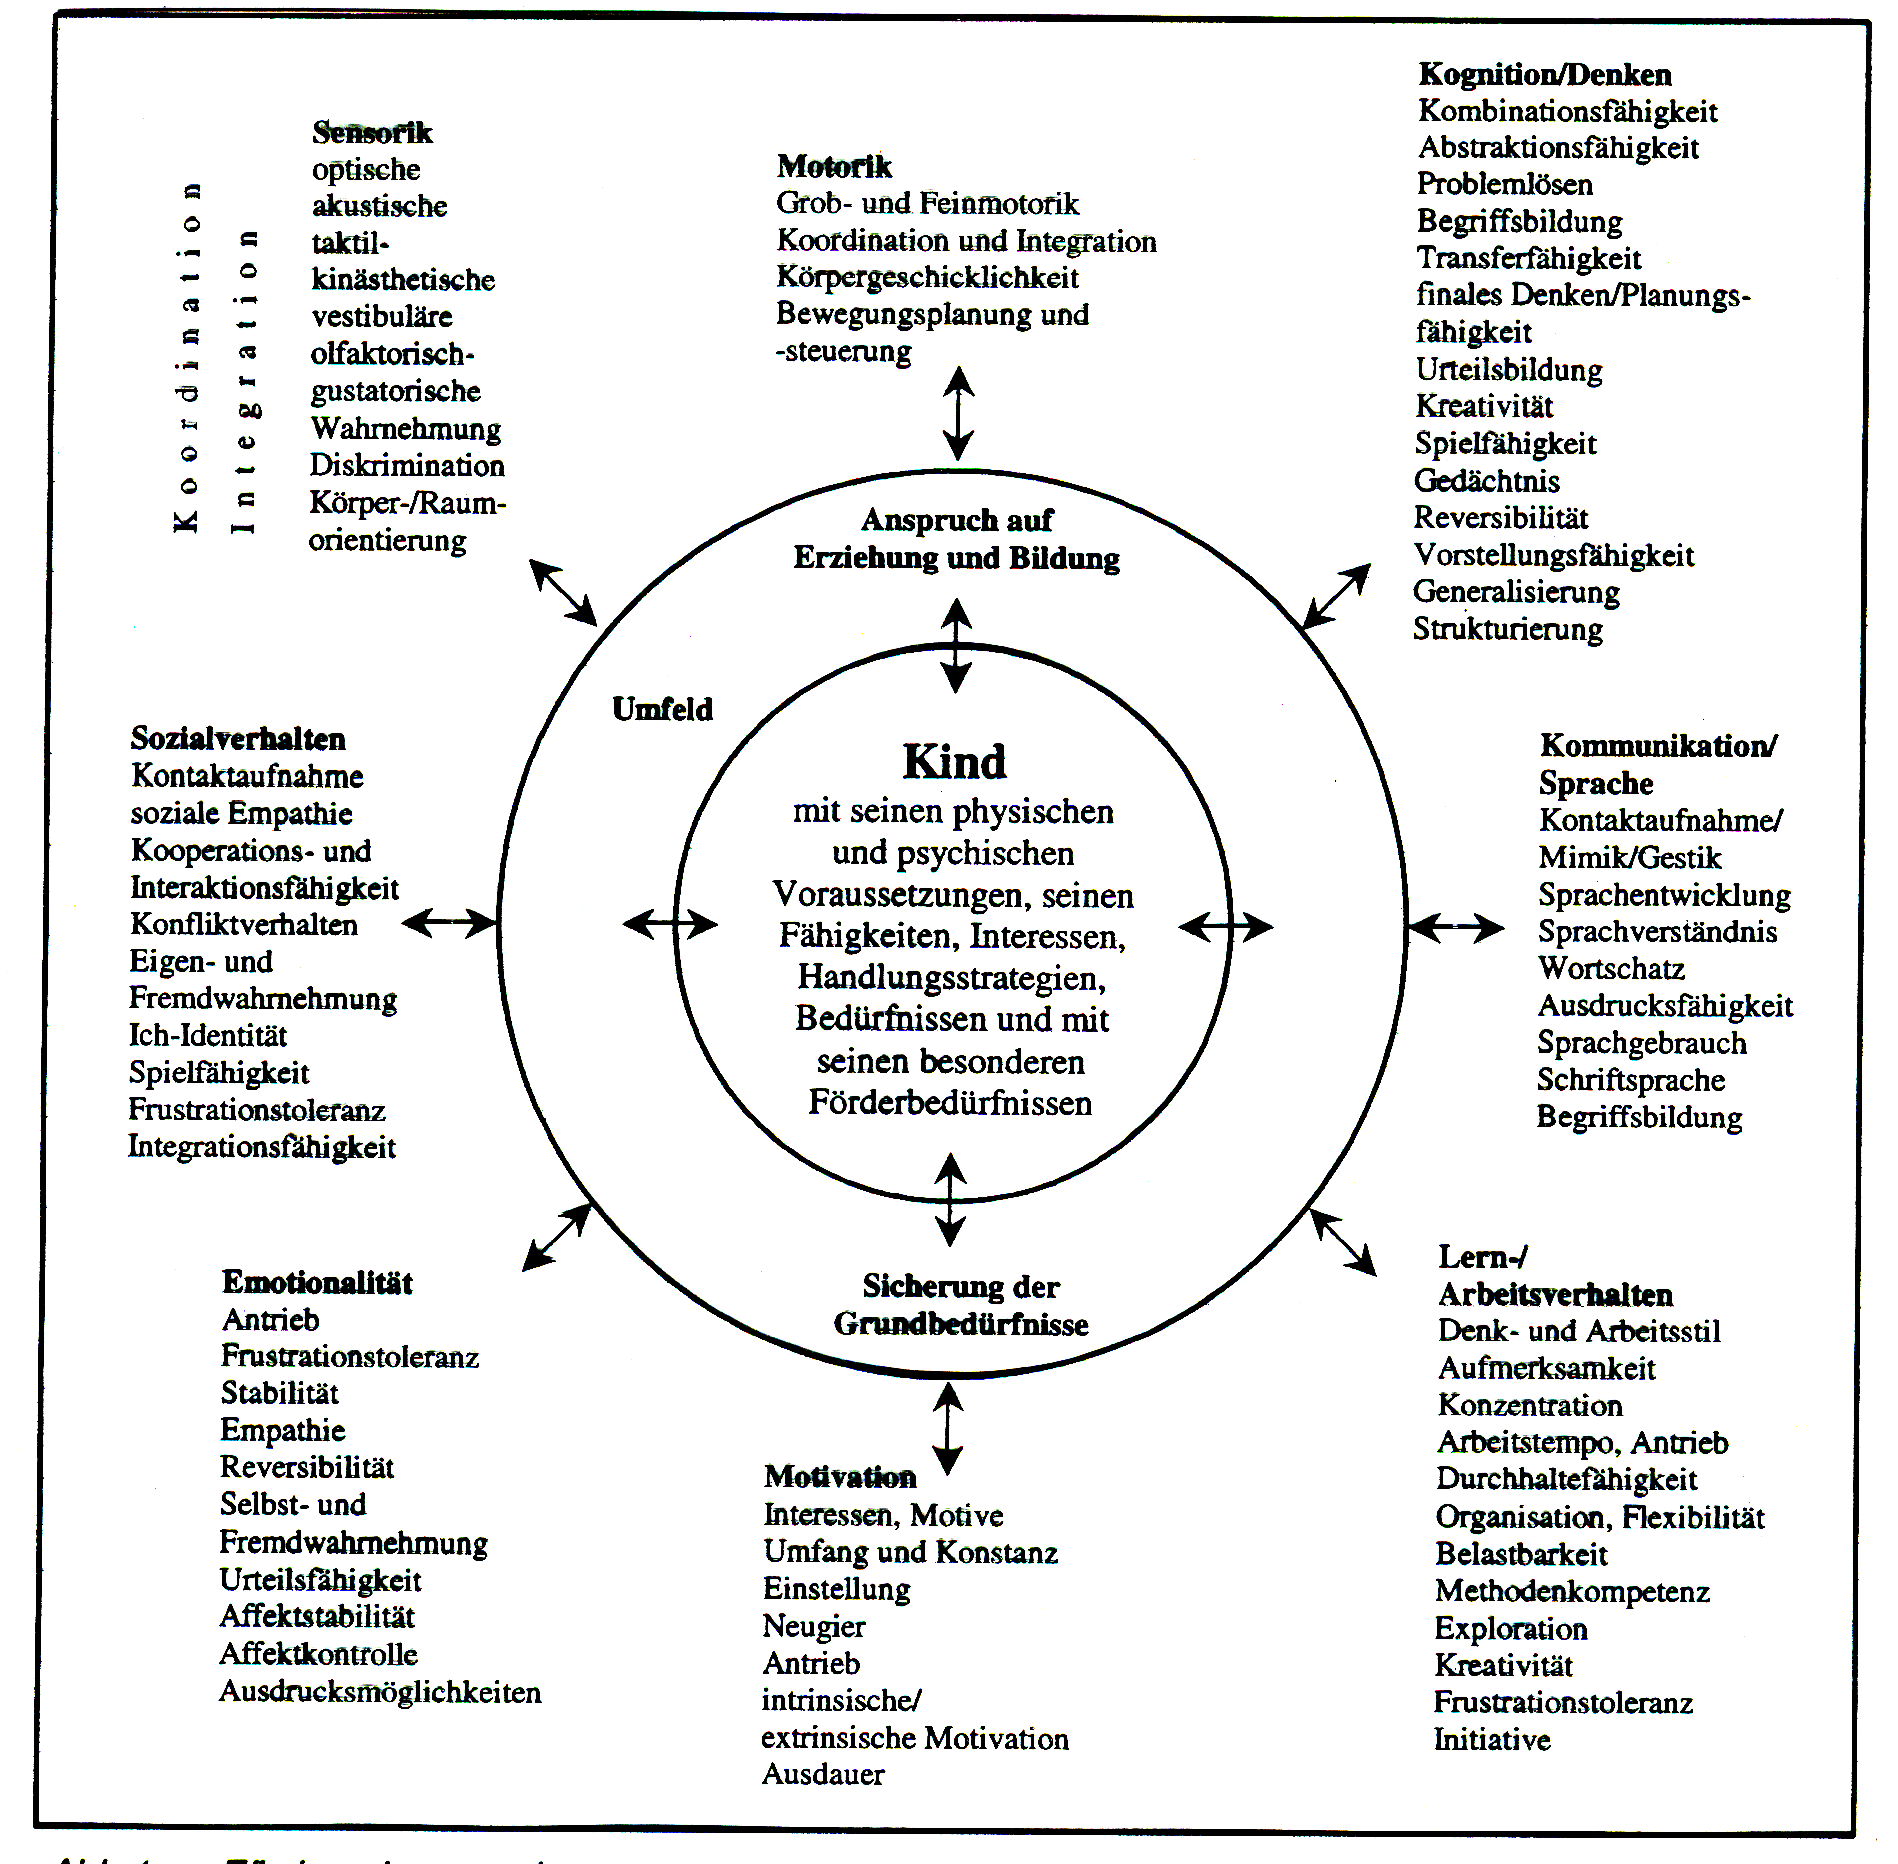 Koordination
Integration
Sensorik
optische
akustische
taktil-
kinästhetische
vestibuläre
olfaktorisch-
gustatorische
Wahrnehmung
Diskrimination
Körper-/Raum-
orientierung
Motorik
Grob- und Feinmotorik
Koordination und Integration
Körpergeschicklichkeit
Bewegungsplanung und
-steuerung
Kognition/Denken
Kombinationsfähigkeit
Abstraktionsfähigkeit
Problemlösen
Begriffsbildung
Transferfähigkeit
finales Denken/Planungs-
fähigkeit
Urteilsbildung
Kreativität
Spielfähigkeit
Gedächtnis
Reversibilität
Vorstellungsfähigkeit
Generalisierung
Strukturierung
Anspruch auf
Erziehung und Bildung
Umfeld
Kind
mit seinen physischen
und psychischen
Voraussetzungen, seinen
Fähigkeiten, Interessen,
Handlungsstrategien,
Bedürfnissen und mit
seinen besonderen
Förderbedürfnissen
Sicherung der
Grundbedürfnisse
Sozialverhalten
Kontaktaufnahme
soziale Empathie
Kooperations- und
Interaktionsfähigkeit
Konfliktverhalten
Eigen- und
Fremdwahrnehmung
Ich-Identität
Spielfähigkeit
Frustrationstoleranz
Integrationsfähigkeit
Kommunikation/
Sprache
Kontaktaufnahme/
Mimik/Gestik
Sprachentwicklung
Sprachverständnis
Wortschatz
Ausdrucksfähigkeit
Sprachgebrauch
Schriftsprache
Begriffsbildung
Emotionalität
Antrieb
Frustrationstoleranz
Stabilität
Empathie
Reversibilität
Selbst- und
Fremdwahrnehmung
Urteilsfähigkeit
Affektstabilität
Affektkontrolle
Ausdrucksmöglichkeiten
Motivation
Interessen, Motive
Umfang und Konstanz
Einstellung
Neugier
Antrieb
intrinsische/
extrinsische Motivation
Ausdauer
Lern-/
Arbeitsverhalten
Denk- und Arbeitsstil
Aufmerksamkeit
Konzentration
Arbeitstempo, Antrieb
Durchhaltefähigkeit
Organisation, Flexibilität
Belastbarkeit
Methodenkompetenz
Exploration
Kreativität
Frustrationstoleranz
Initiative